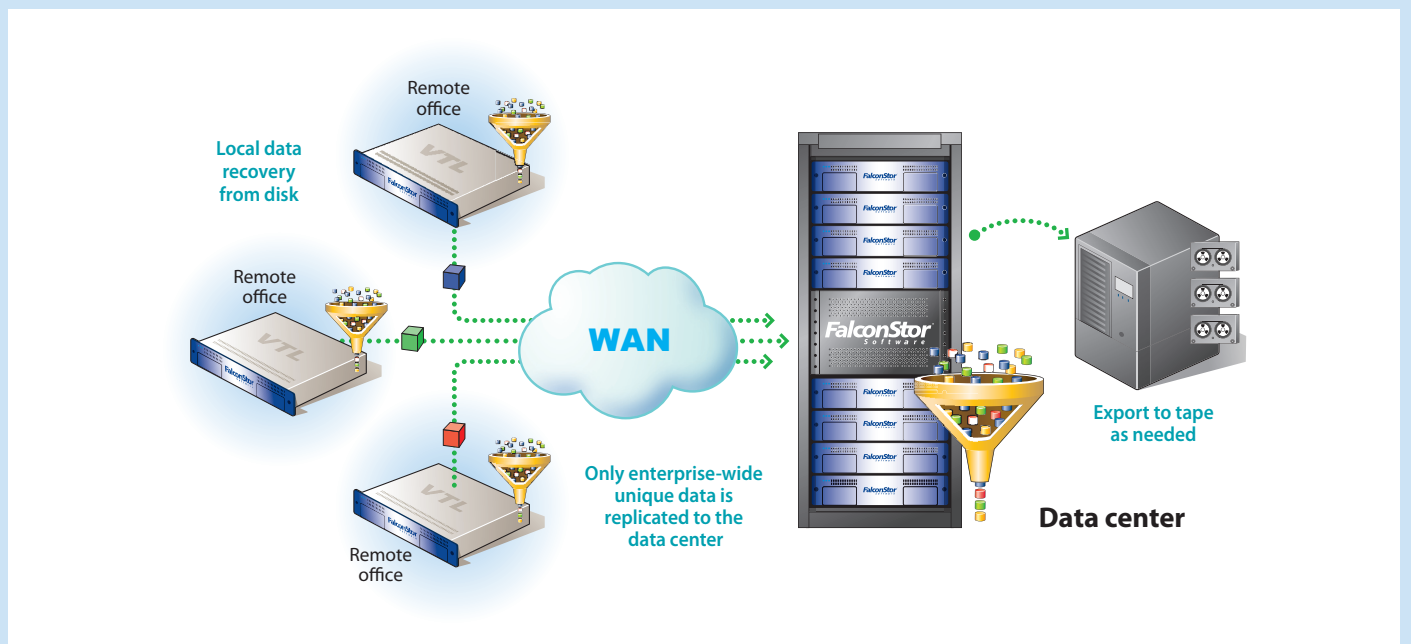 Remote
office
VTL
FalconStor
Local data
recovery
from disk
Remote
office
VTL
FalconStor
Remote
office
VTL
FalconStor
WAN
Only enterprise-wide
unique data is
replicated to the
data center
FalconStor
FalconStor
FalconStor
FalconStor
FalconStor
Software
FalconStor
FalconStor
FalconStor
FalconStor
Data center
Export to tape
as needed